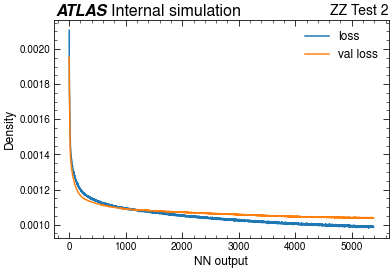 ATLAS Internal simulation
ZZ Test 2
loss
val loss
Density
0.0020
0.0018
0.0016
0.0014
0.0012
0.0010
0 1000 2000 3000 4000 5000
NN output